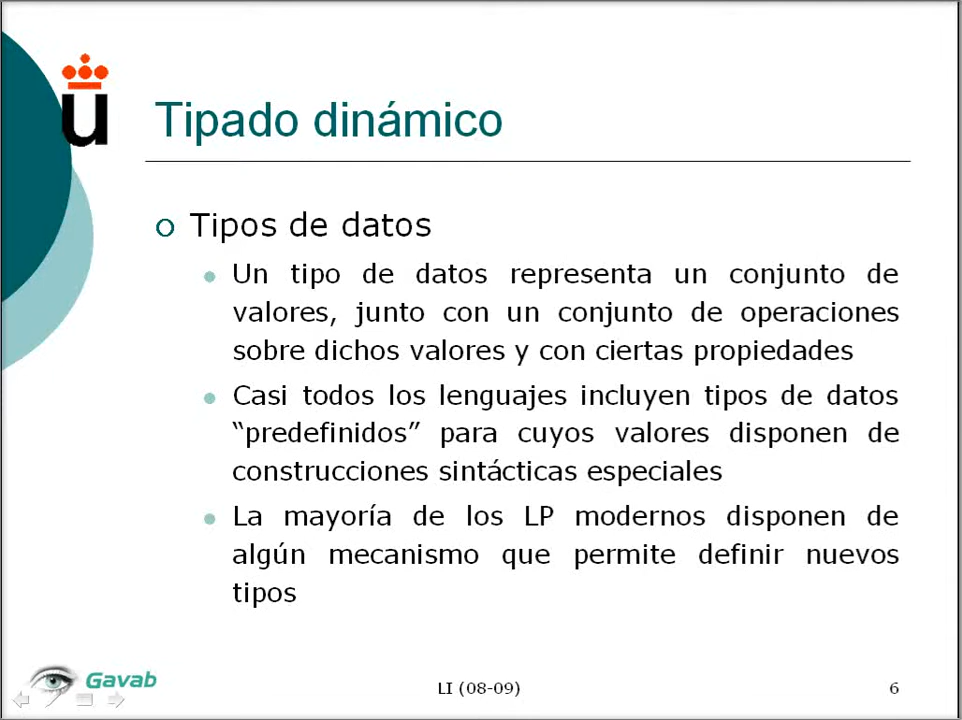 u
Tipado dinámico
Tipos de datos
Un tipo de datos representa un conjunto de
valores, junto con un conjunto de operaciones
sobre dichos valores y con ciertas propiedades
Casi todos los lenguajes incluyen tipos de datos
“predefinidos” para cuyos valores disponen de
construcciones sintácticas especiales
La mayoría de los LP modernos disponen de
algún mecanismo que permite definir nuevos
tipos
Gavab
LI (08-09)
6